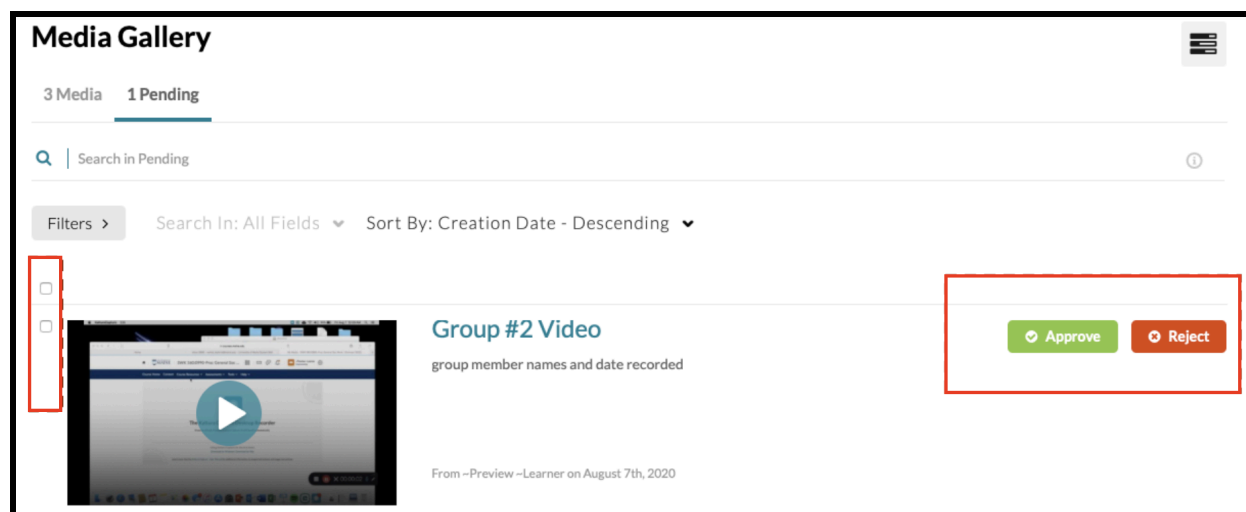 Media Gallery
3 Media 1 Pending
Search in Pending
Filters > Search In: All Fields Sort By: Creation Date - Descending
Group #2 Video
Approve Reject
group member names and date recorded
From ~Preview ~Learner on August 7th, 2020